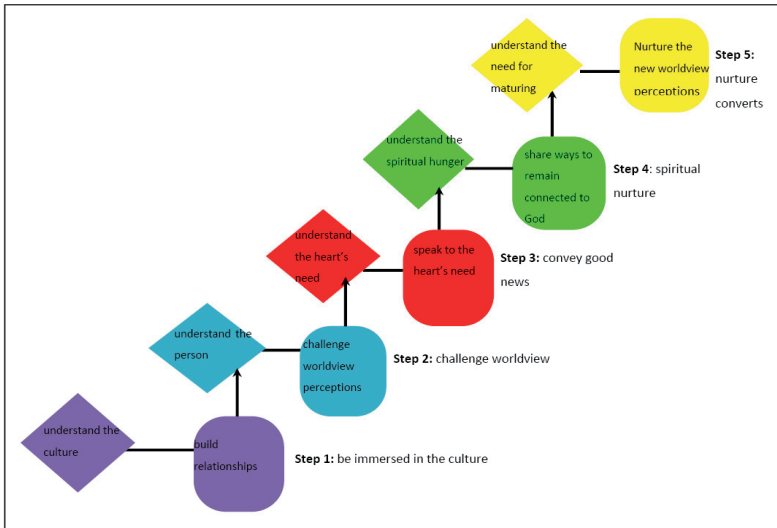 understand the
need for
maturing
Nurture the
new worldview
perceptions
Step 5:
nurture
converts
understand the
spiritual hunger
share ways to
remain
connected to
God
Step 4: spiritual
nurture
understand
the heart's
need
speak to
the heart's need
Step 3: convey good
news
understand the
person
challenge
worldview
perceptions
Step 2: challenge worldview
understand the
culture
build
relationships
Step 1: be immersed in the culture